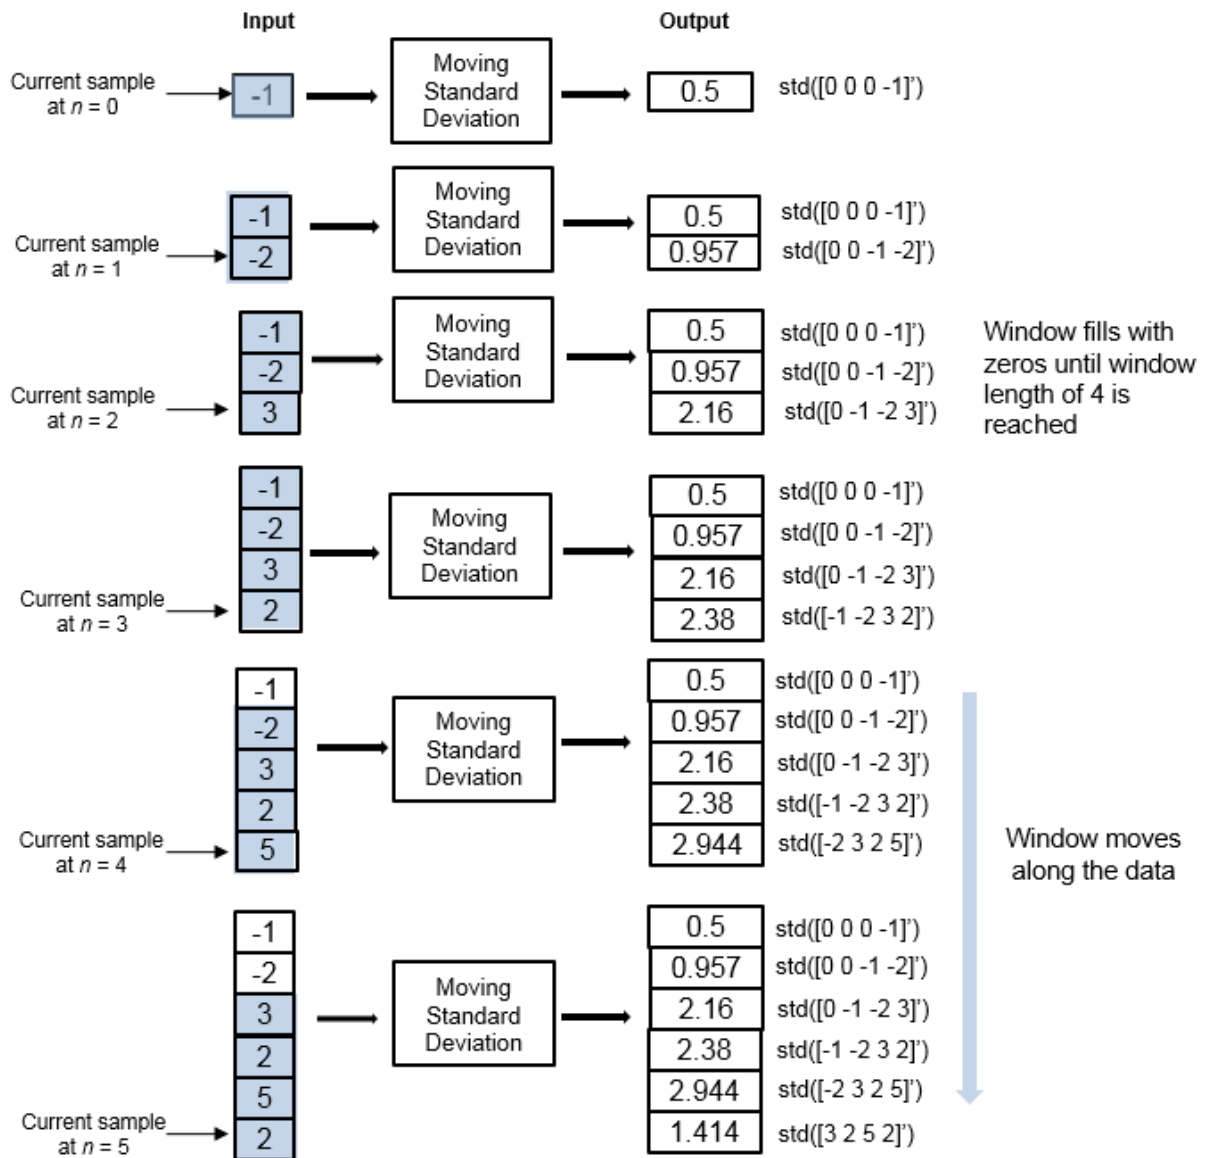 Input
Output
Current sample
at n = 0
-1
Moving
Standard
Deviation
0.5
std([0 0 0 -1]')
Current sample
at n = 1
-1
-2
Moving
Standard
Deviation
0.5
0.957
std([0 0 0 -1]')
std([0 0 -1 -2]')
Current sample
at n = 2
-1
-2
3
Moving
Standard
Deviation
0.5
0.957
2.16
std([0 0 0 -1]')
std([0 0 -1 -2]')
std([0 -1 -2 3]')
Window fills with
zeros until window
length of 4 is
reached
Current sample
at n = 3
-1
-2
3
2
Moving
Standard
Deviation
0.5
0.957
2.16
2.38
std([0 0 0 -1]')
std([0 0 -1 -2]')
std([0 -1 -2 3]')
std([-1 -2 3 2]')
Current sample
at n = 4
-1
-2
3
2
5
Moving
Standard
Deviation
0.5
0.957
2.16
2.38
2.944
std([0 0 0 -1]')
std([0 0 -1 -2]')
std([0 -1 -2 3]')
std([-1 -2 3 2]')
std([-2 3 2 5]')
Window moves
along the data
Current sample
at n = 5
-1
-2
3
2
5
2
Moving
Standard
Deviation
0.5
0.957
2.16
2.38
2.944
1.414
std([0 0 0 -1]')
std([0 0 -1 -2]')
std([0 -1 -2 3]')
std([-1 -2 3 2]')
std([-2 3 2 5]')
std([3 2 5 2]')